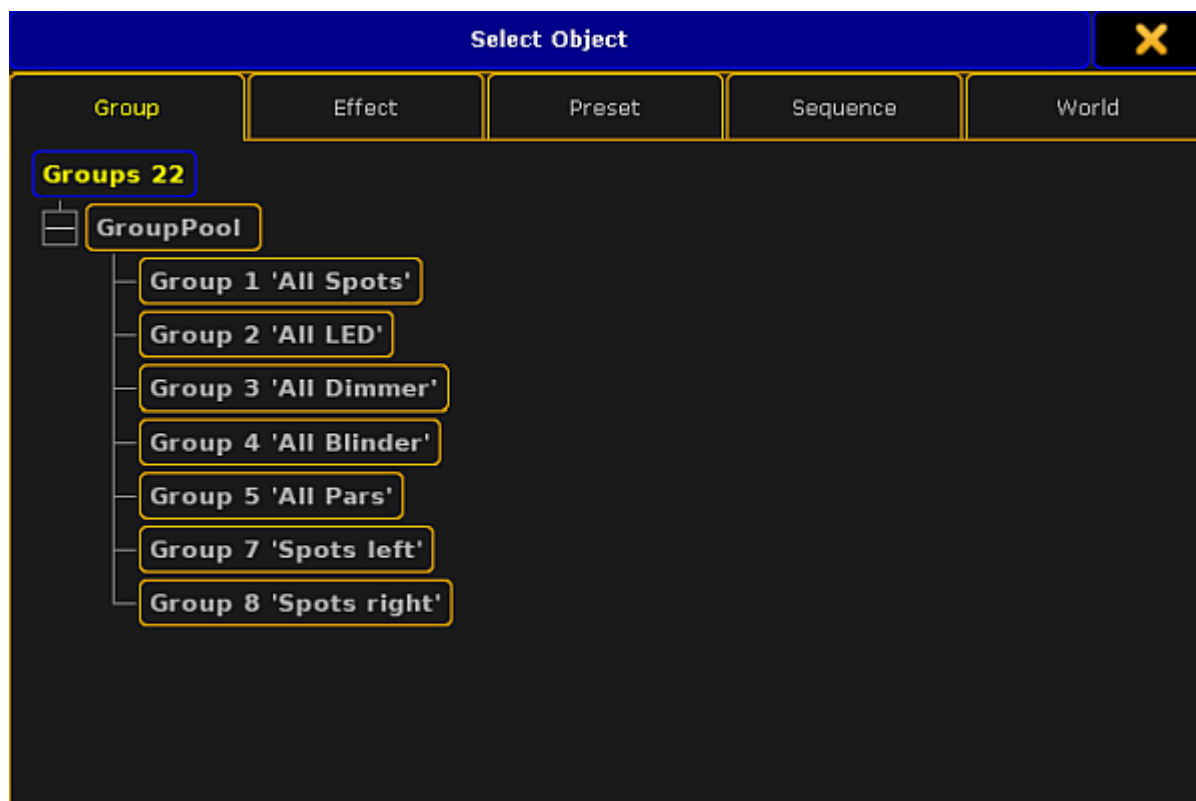 Select Object
Group Effect Preset Sequence World
Groups 22
GroupPool
Group 1 'All Spots'
Group 2 'All LED'
Group 3 'All Dimmer'
Group 4 'All Blinder'
Group 5 'All Pars'
Group 7 'Spots left'
Group 8 'Spots right'